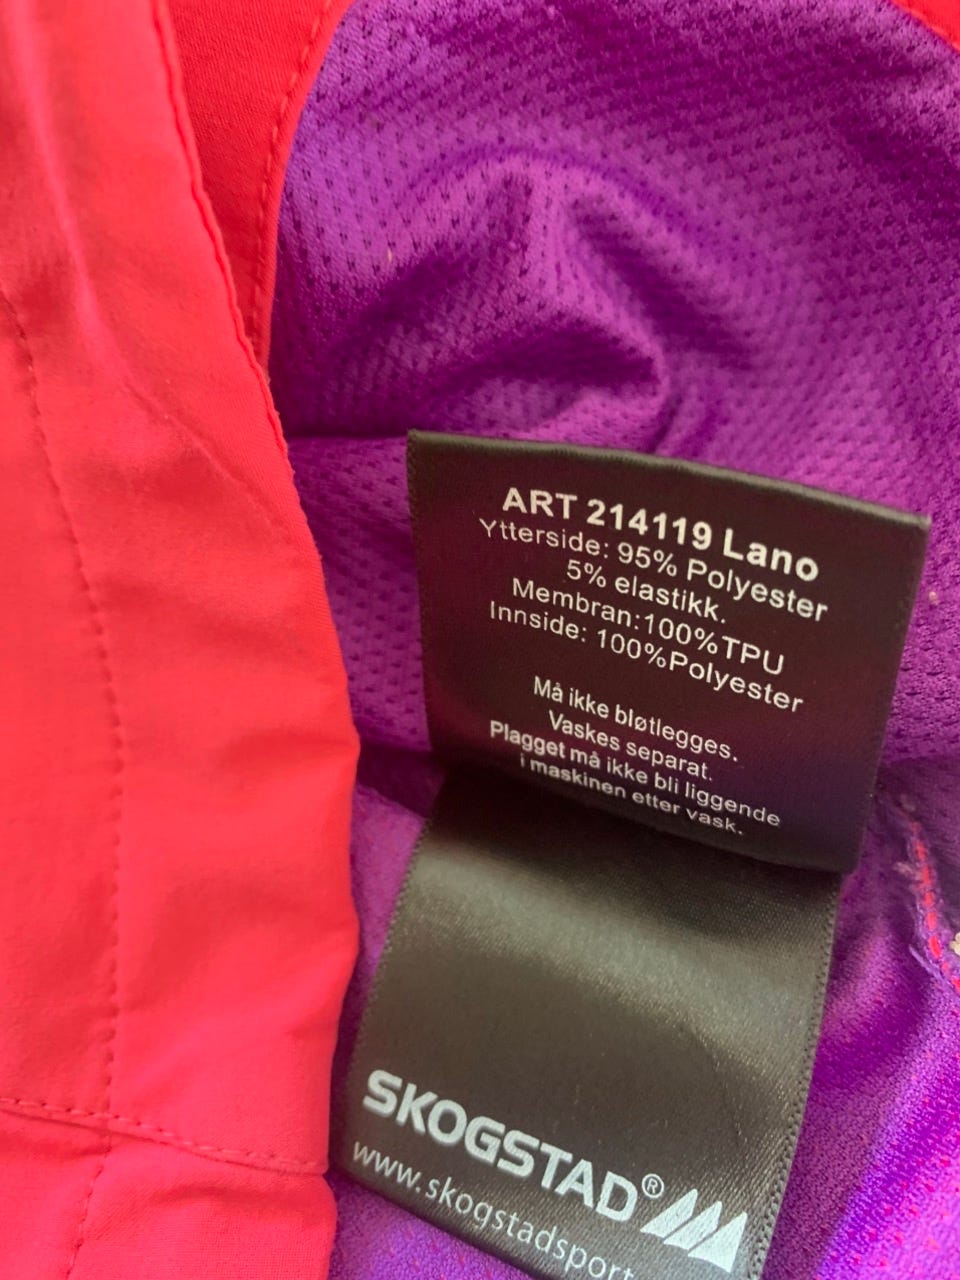 ART 214119 Lano
Ytterside: 95% Polyester
5% elastikk.
Membran:100%TPU
Innside: 100%Polyester
Må ikke bløtlegges.
Vaskes separat.
Plagget må ikke bli liggende
i maskinen etter vask.
SKOGSTAD®
www.skogstadsport